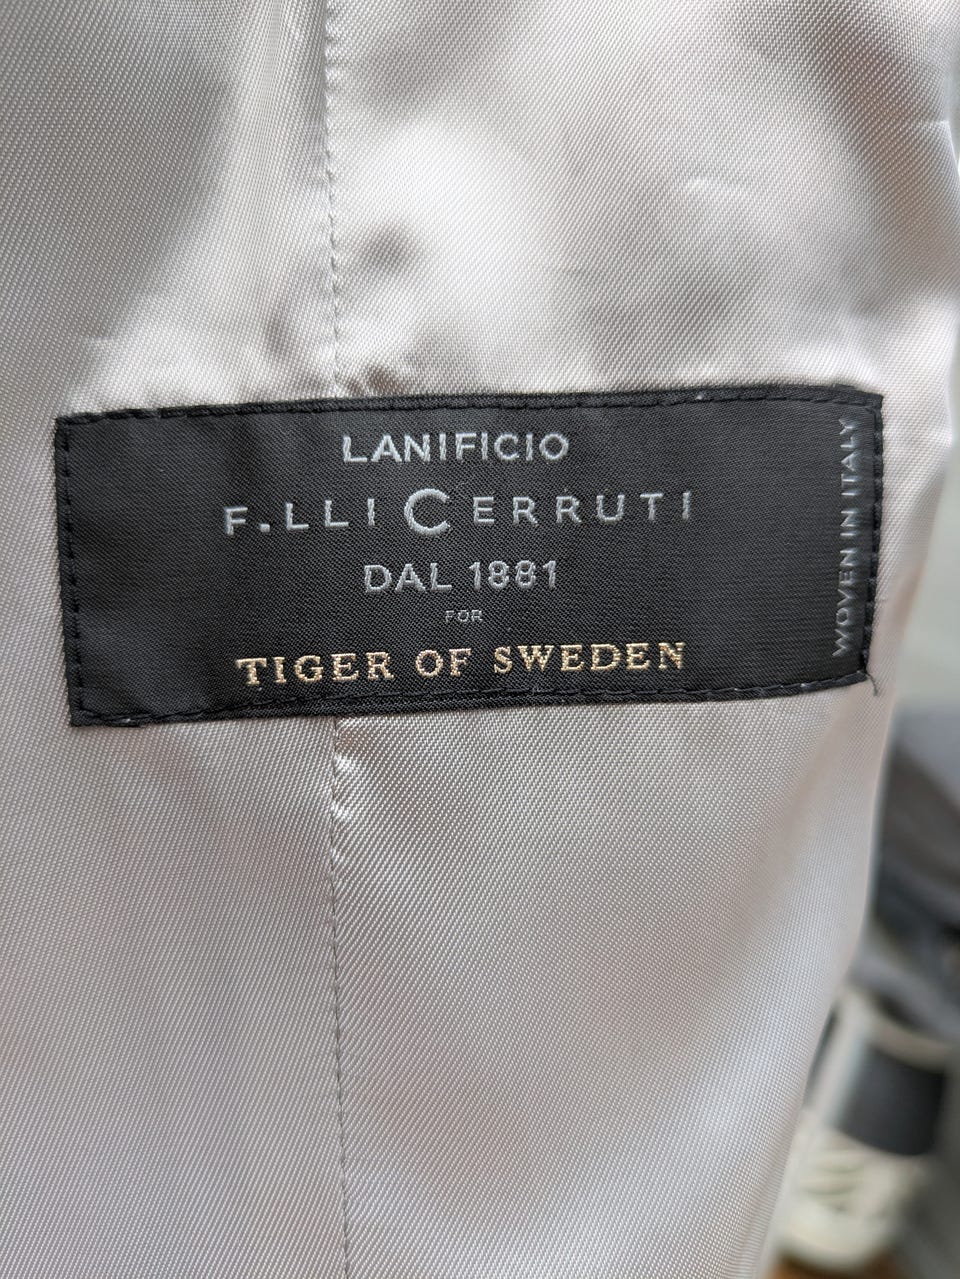 LANIFICIO
F.LLI CERRUTI
DAL 1881
FOR
TIGER OF SWEDEN
WOVEN IN ITALY